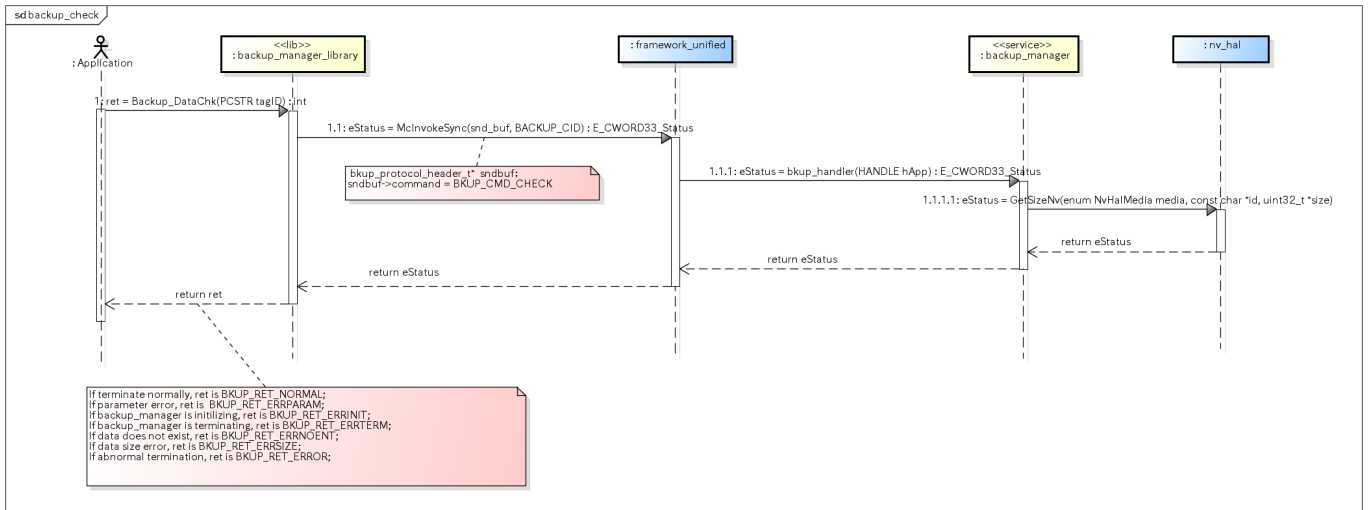 sd backup_check
: Application
<<lib>>
: backup_manager_library
: framework_unified
<<service>>
: backup_manager
: nv_hal
1: ret = Backup_DataChk(PCSTR tagID) : int
1.1: eStatus = McInvokeSync(snd_buf, BACKUP_CID) : E_CWORD33_Status
bkup_protocol_header_t* sndbuf;
sndbuf->command = BKUP_CMD_CHECK
1.1.1: eStatus = bkup_handler(HANDLE hApp) : E_CWORD33_Status
1.1.1.1: eStatus = GetSizeNv(enum NvHalMedia media, const char *id, uint32_t *size)
return eStatus
return eStatus
return eStatus
return ret
If terminate normally, ret is BKUP_RET_NORMAL;
If parameter error, ret is BKUP_RET_ERRPARAM;
If backup_manager is initilizing, ret is BKUP_RET_ERRINIT;
If backup_manager is terminating, ret is BKUP_RET_ERRTERM;
If data does not exist, ret is BKUP_RET_ERRNOENT;
If data size error, ret is BKUP_RET_ERRSIZE;
If abnormal termination, ret is BKUP_RET_ERROR;